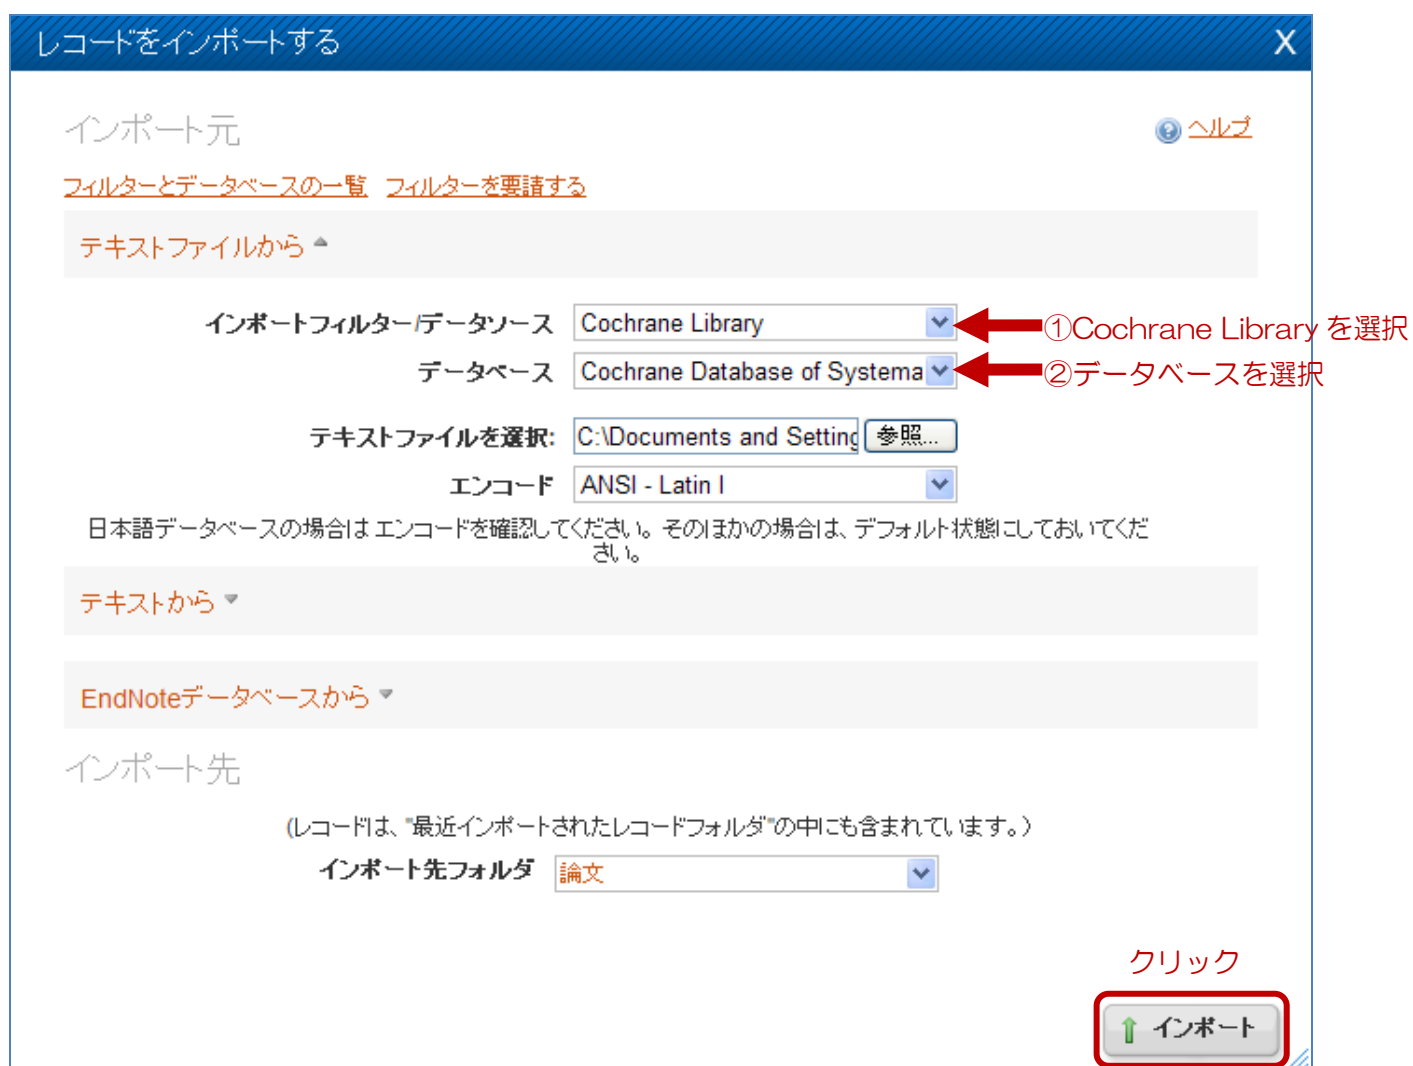 レコードをインポートする X
インポート元
ヘルプ
フィルターとデータベースの一覧 フィルターを要請する
テキストファイルから
インポートフィルター/データソース Cochrane Library
①Cochrane Library を選択
データベース Cochrane Database of Systema
②データベースを選択
テキストファイルを選択: C:\Documents and Setting 参照...
エンコード ANSI - Latin I
日本語データベースの場合は エンコードを確認してください。そのほかの場合は、デフォルト状態にしておいてくだ
さい。
テキストから
EndNoteデータベースから
インポート先
(レコードは、"最近インポートされたレコードフォルダ"の中にも含まれています。)
インポート先フォルダ 論文
クリック
インポート